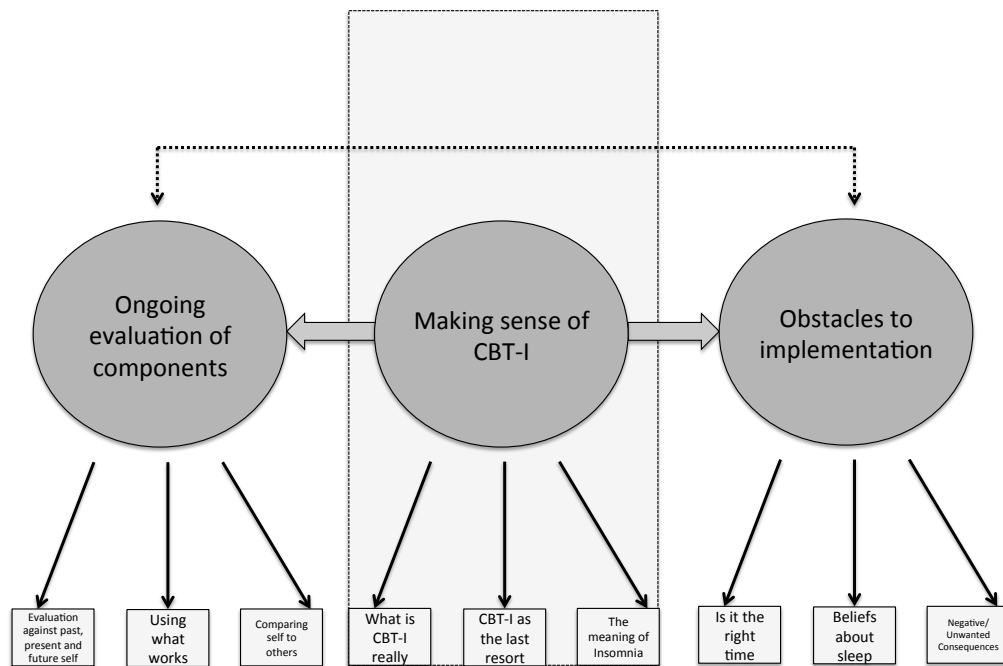 Ongoing
evaluation of
components
Making sense of
CBT-I
Obstacles to
implementation
Evaluation
against past,
present and
future self
Using
what
works
Comparing
self to
others
What is
CBT-I
really
CBT-I as
the last
resort
The
meaning of
Insomnia
Is it the
right
time
Beliefs
about
sleep
Negative/
Unwanted
Consequences